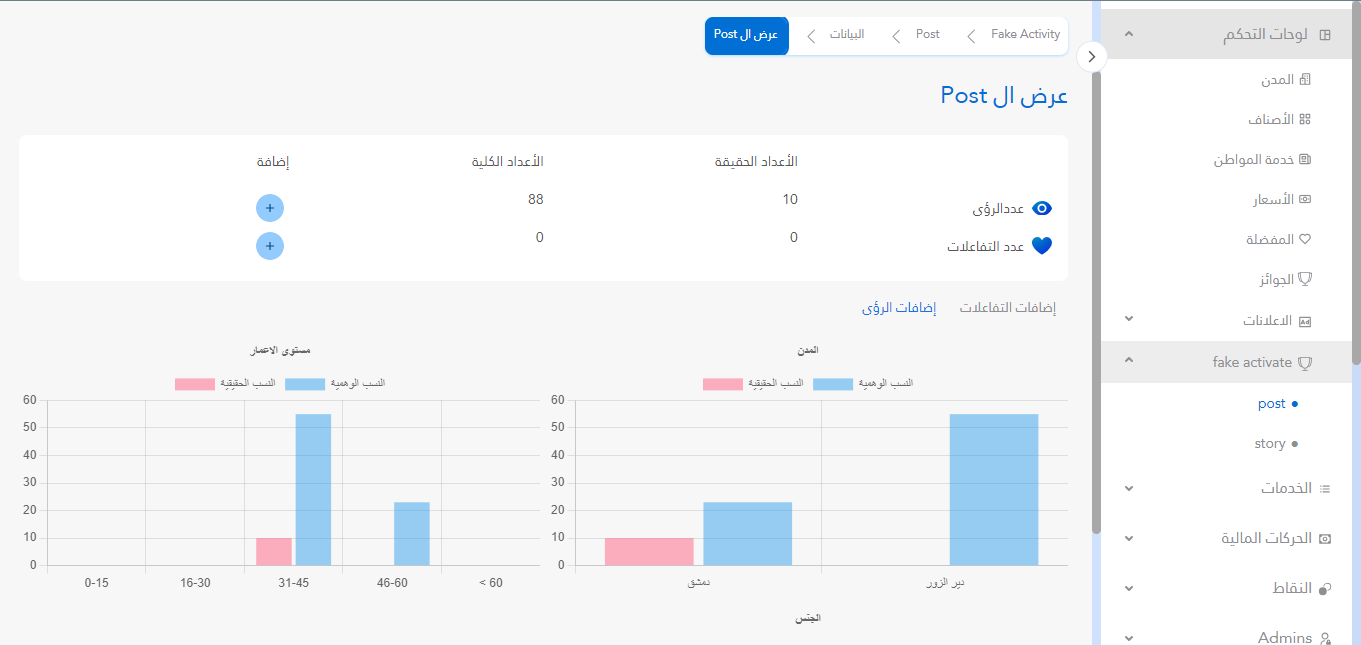 لوحات التحكم
المدن
الأصناف
خدمة المواطن
الأسعار
المفضلة
الجوائز
الاعلانات
fake activate
post
story
الخدمات
الحركات المالية
النقاط
Admins
Fake Activity
Post
البيانات
عرض ال Post
عرض ال Post
الأعداد الحقيقة الأعداد الكلية إضافة
عددالرؤى 10 88 +
عدد التفاعلات 0 0 +
إضافات التفاعلات إضافات الرؤى
المدن
النسب الوهمية النسب الحقيقية
60
50
40
30
20
10
0
دمشق دير الزور
مستوى الاعمار
النسب الوهمية النسب الحقيقية
60
50
40
30
20
10
0
0-15 16-30 31-45 46-60 < 60
الجنس